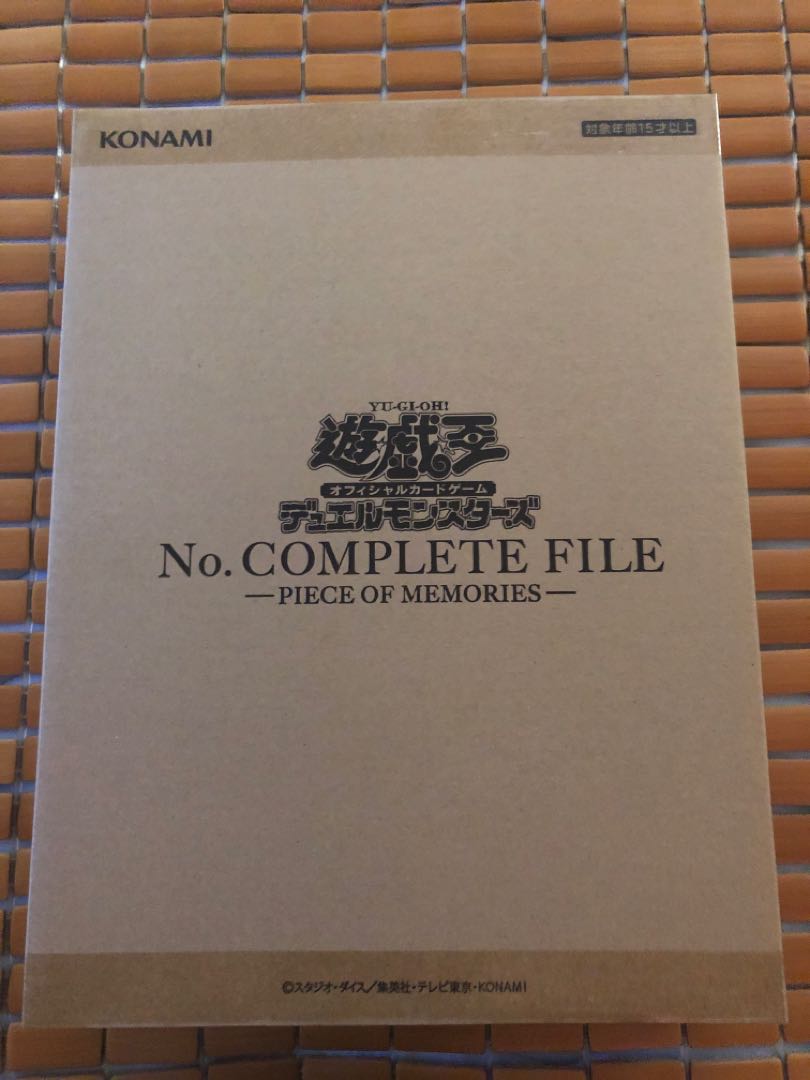 KONAMI
対象年齢15才以上
YU-GI-OH!
遊戯王
オフィシャルカードゲーム
デュエルモンスターズ
No. COMPLETE FILE
—PIECE OF MEMORIES—
©スタジオ・ダイス／集英社・テレビ東京・KONAMI